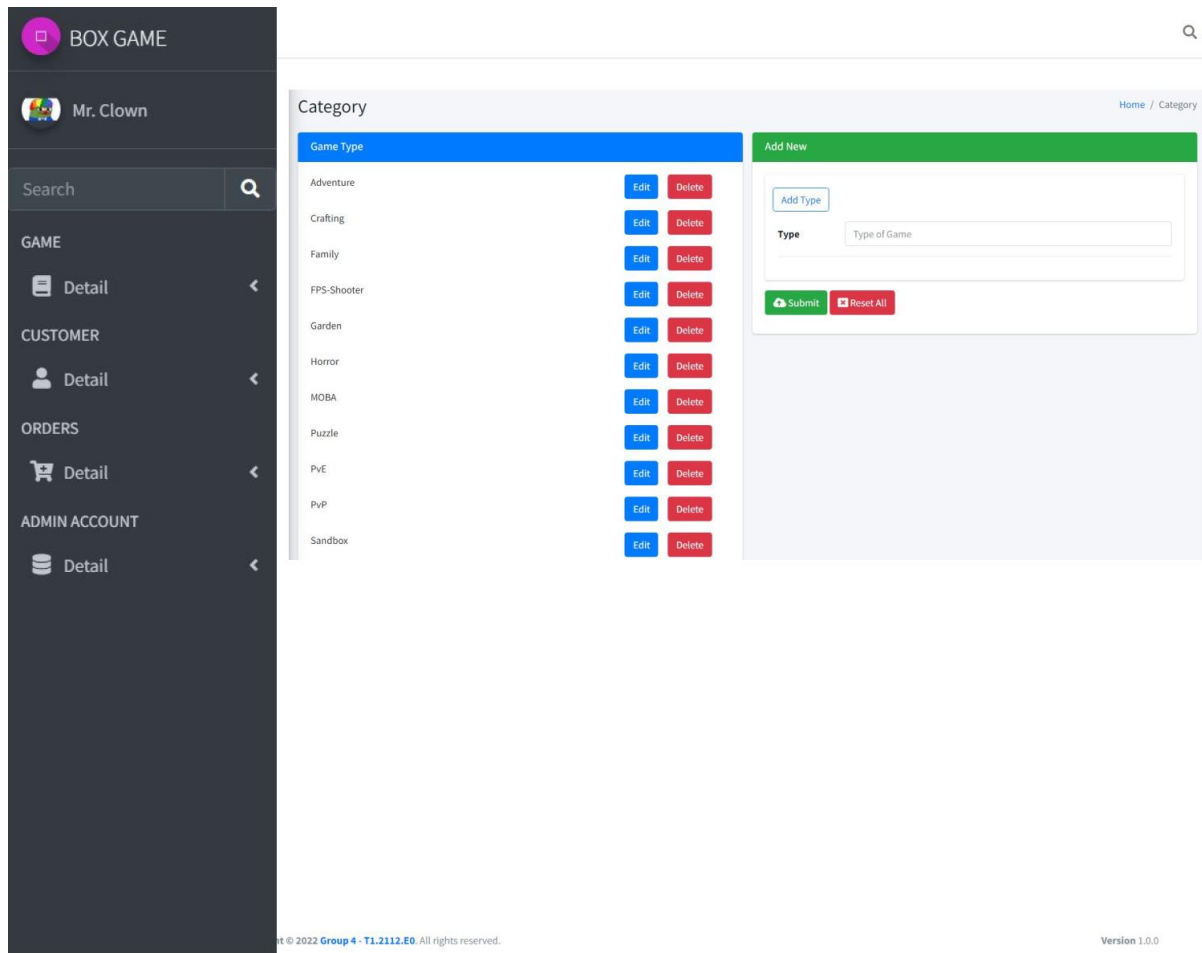 BOX GAME
Mr. Clown
Search
GAME
Detail
CUSTOMER
Detail
ORDERS
Detail
ADMIN ACCOUNT
Detail
Category
Home / Category
Game Type
Adventure Edit Delete
Crafting Edit Delete
Family Edit Delete
FPS-Shooter Edit Delete
Garden Edit Delete
Horror Edit Delete
MOBA Edit Delete
Puzzle Edit Delete
PvE Edit Delete
PvP Edit Delete
Sandbox Edit Delete
Add New
Add Type
Type Type of Game
Submit Reset All
© 2022 Group 4 - T1.2112.E0. All rights reserved.
Version 1.0.0